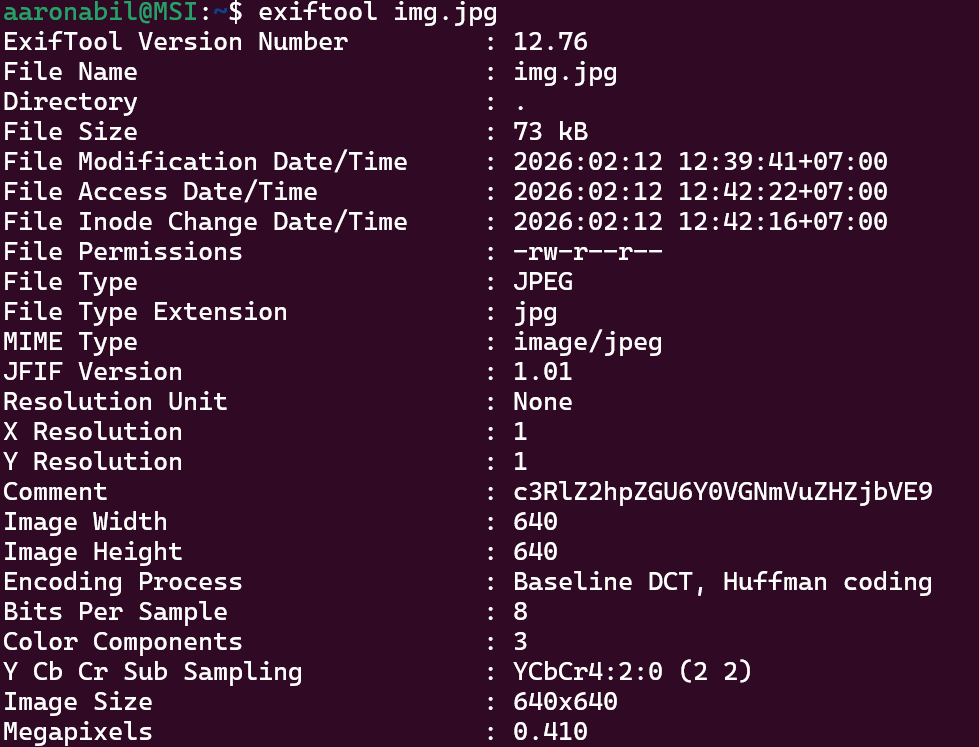 aaronabil@MSI:~$ exiftool img.jpg
ExifTool Version Number : 12.76
File Name : img.jpg
Directory : .
File Size : 73 kB
File Modification Date/Time : 2026:02:12 12:39:41+07:00
File Access Date/Time : 2026:02:12 12:42:22+07:00
File Inode Change Date/Time : 2026:02:12 12:42:16+07:00
File Permissions : -rw-r--r--
File Type : JPEG
File Type Extension : jpg
MIME Type : image/jpeg
JFIF Version : 1.01
Resolution Unit : None
X Resolution : 1
Y Resolution : 1
Comment : c3RlZ2hpZGU6Y0VGNmVuZHZjbVE9
Image Width : 640
Image Height : 640
Encoding Process : Baseline DCT, Huffman coding
Bits Per Sample : 8
Color Components : 3
Y Cb Cr Sub Sampling : YCbCr4:2:0 (2 2)
Image Size : 640x640
Megapixels : 0.410